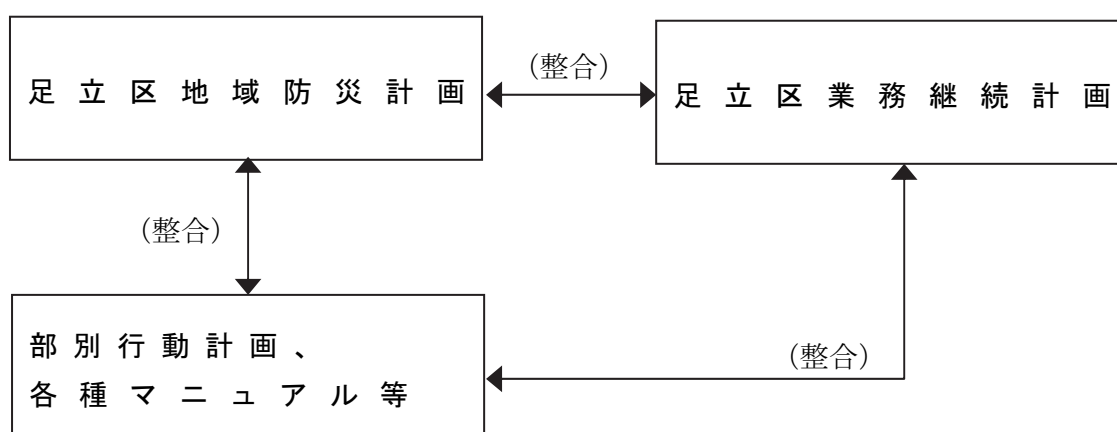 足立区地域防災計画
(整合)
足立区業務継続計画
(整合)
部別行動計画、
各種マニュアル等
(整合)